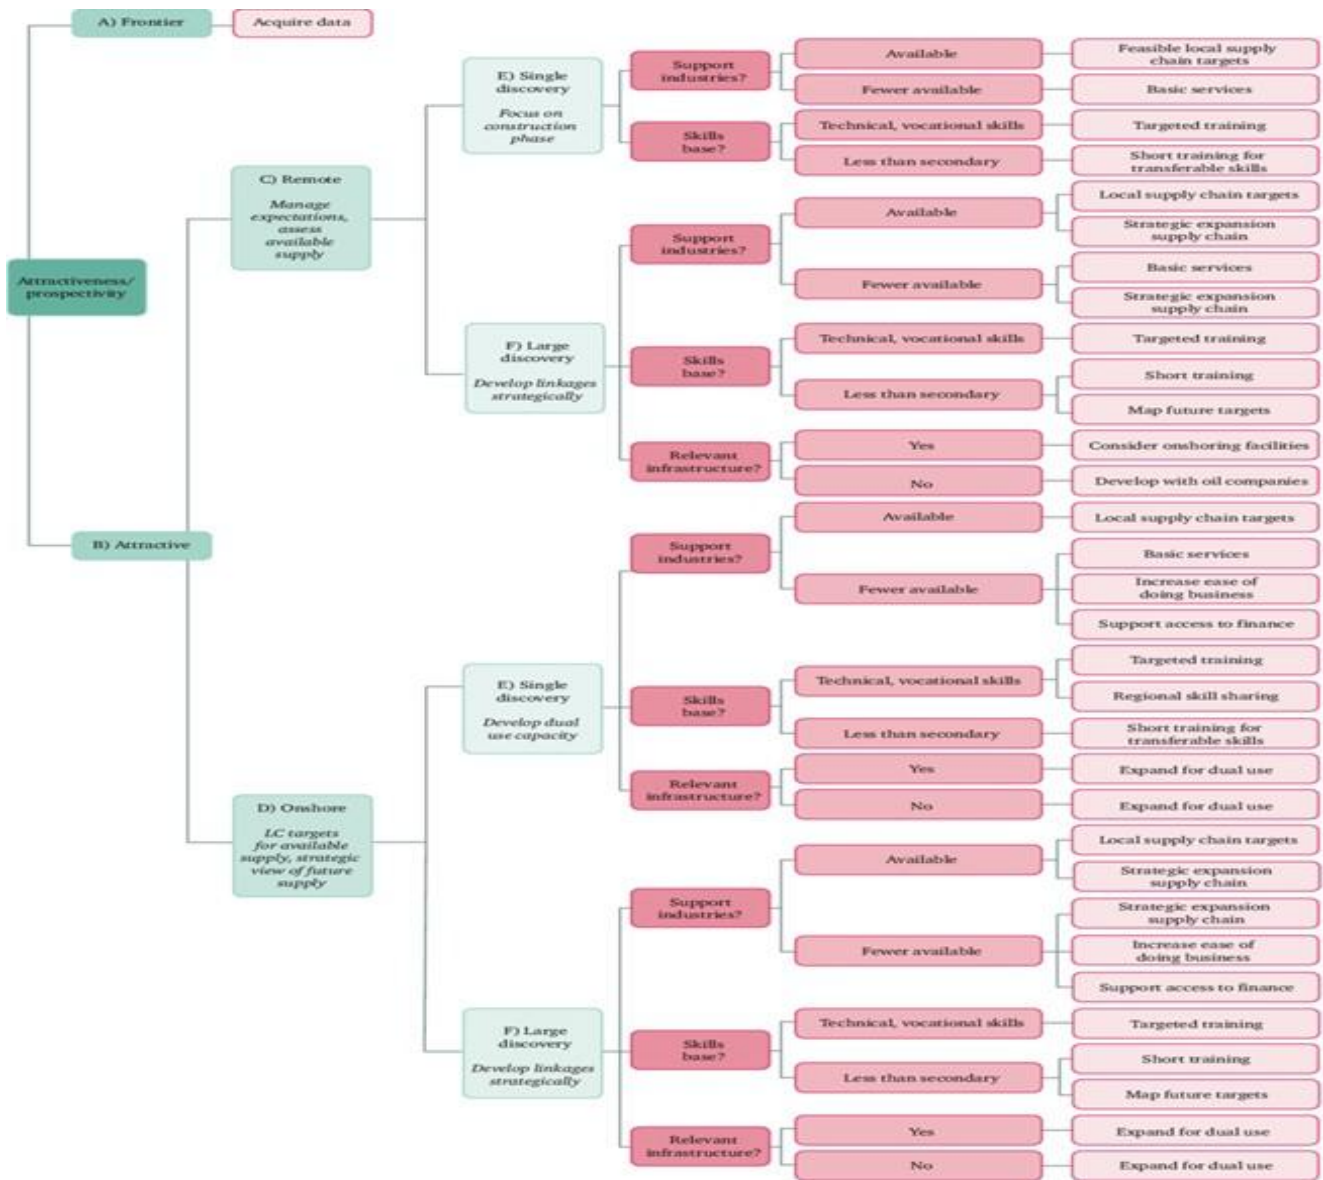 A) Frontier
Acquire data
Attractiveness/
prospectivity
B) Attractive
C) Remote
Manage
expectations,
assess
available
supply
E) Single
discovery
Focus on
construction
phase
Support
industries?
Available
Feasible local supply
chain targets
Fewer available
Basic services
Skills
base?
Technical, vocational skills
Targeted training
Less than secondary
Short training for
transferable skills
F) Large
discovery
Develop linkages
strategically
Support
industries?
Available
Local supply chain targets
Strategic expansion
supply chain
Fewer available
Basic services
Strategic expansion
supply chain
Skills
base?
Technical, vocational skills
Targeted training
Less than secondary
Short training
Map future targets
Relevant
infrastructure?
Yes
Consider onshoring facilities
No
Develop with oil companies
D) Onshore
LC targets
for available
supply, strategic
view of future
supply
E) Single
discovery
Develop dual
use capacity
Support
industries?
Available
Local supply chain targets
Fewer available
Basic services
Increase ease of
doing business
Support access to finance
Skills
base?
Technical, vocational skills
Targeted training
Regional skill sharing
Less than secondary
Short training for
transferable skills
Relevant
infrastructure?
Yes
Expand for dual use
No
Expand for dual use
F) Large
discovery
Develop linkages
strategically
Support
industries?
Available
Local supply chain targets
Strategic expansion
supply chain
Fewer available
Strategic expansion
supply chain
Increase ease of
doing business
Support access to finance
Skills
base?
Technical, vocational skills
Targeted training
Less than secondary
Short training
Map future targets
Relevant
infrastructure?
Yes
Expand for dual use
No
Expand for dual use